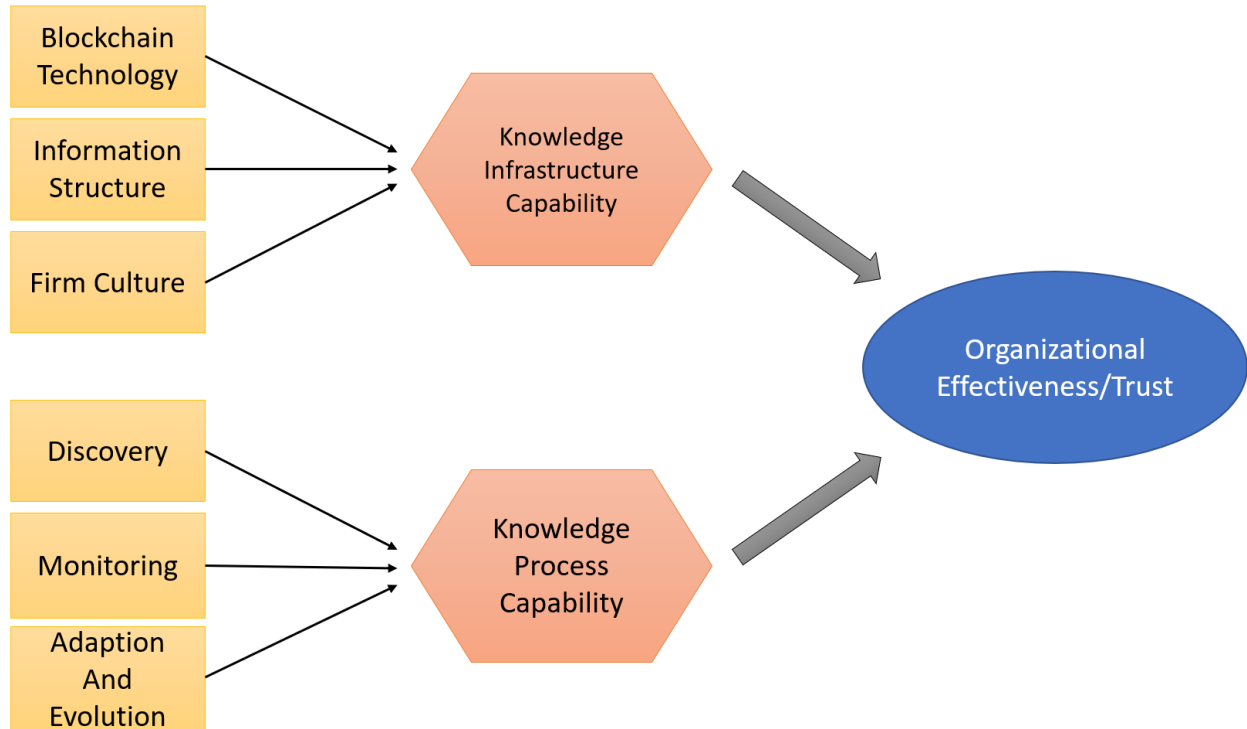 Blockchain
Technology
Information
Structure
Firm Culture
Knowledge
Infrastructure
Capability
Organizational
Effectiveness/Trust
Discovery
Monitoring
Adaption
And
Evolution
Knowledge
Process
Capability